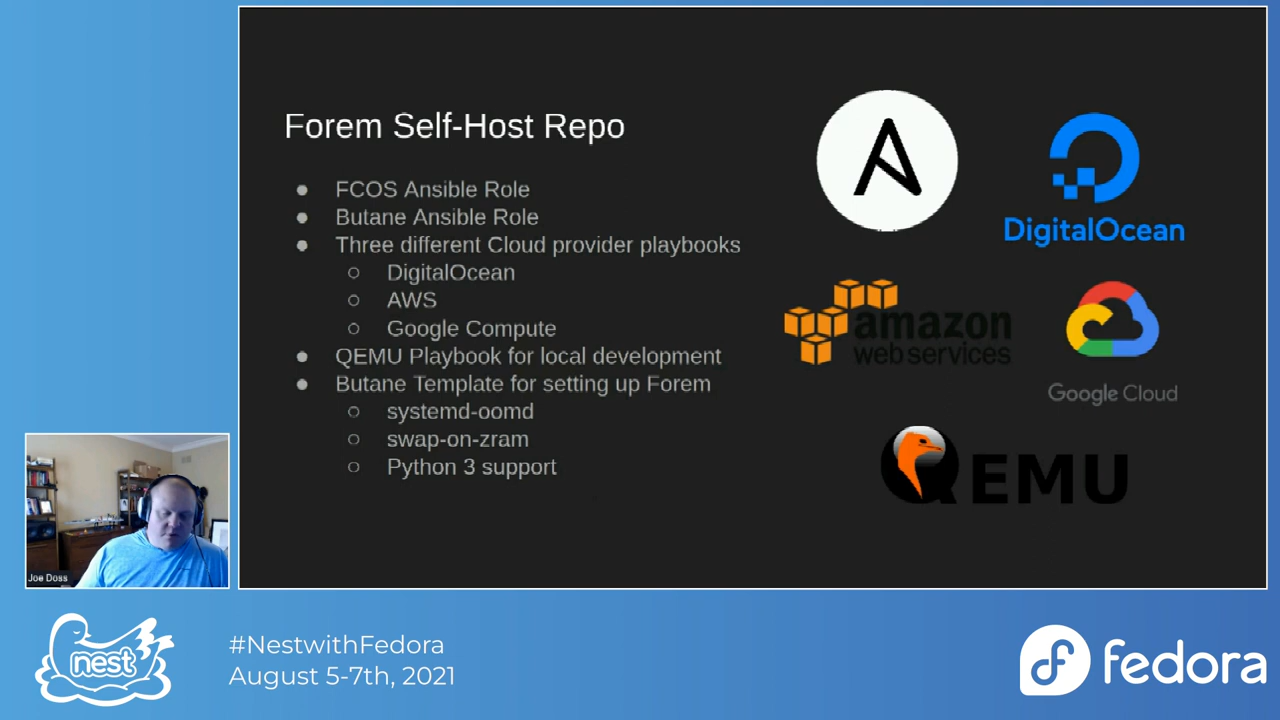 Forem Self-Host Repo
● FCOS Ansible Role
● Butane Ansible Role
● Three different Cloud provider playbooks
○ DigitalOcean
○ AWS
○ Google Compute
● QEMU Playbook for local development
● Butane Template for setting up Forem
○ systemd-oomd
○ swap-on-zram
○ Python 3 support
DigitalOcean
amazon
webservices
Google Cloud
QEMU
Joe Doss
nest
#NestwithFedora
August 5-7th, 2021
fedora